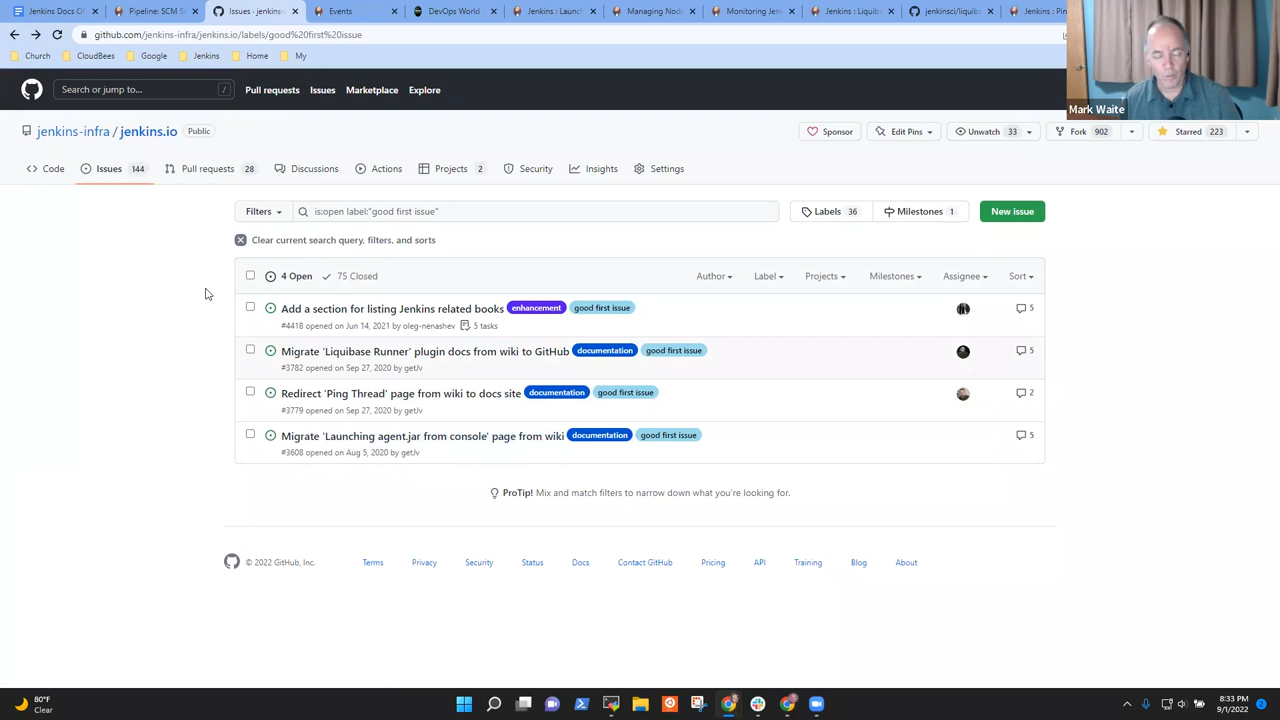 Jenkins Docs Of
Pipeline: SCM S
Issues · jenkins-
Events
DevOps World
Jenkins : Launc
Managing Node
Monitoring Jen
Jenkins : Liquib
jenkinsci/liquiba
Jenkins : Pin
github.com/jenkins-infra/jenkins.io/labels/good%20first%20issue
Church
CloudBees
Google
Jenkins
Home
My
Search or jump to...
/
Pull requests
Issues
Marketplace
Explore
Mark Waite
jenkins-infra / jenkins.io
Public
Sponsor
Edit Pins
Unwatch 33
Fork 902
Starred 223
Code
Issues 144
Pull requests 28
Discussions
Actions
Projects 2
Security
Insights
Settings
Filters
is:open label:"good first issue"
Labels 36
Milestones 1
New issue
Clear current search query, filters, and sorts
4 Open
75 Closed
Author
Label
Projects
Milestones
Assignee
Sort
Add a section for listing Jenkins related books enhancement good first issue
5
#4418 opened on Jun 14, 2021 by oleg-nenashev 5 tasks
Migrate 'Liquibase Runner' plugin docs from wiki to GitHub documentation good first issue
5
#3782 opened on Sep 27, 2020 by getJv
Redirect 'Ping Thread' page from wiki to docs site documentation good first issue
2
#3779 opened on Sep 27, 2020 by getJv
Migrate 'Launching agent.jar from console' page from wiki documentation good first issue
5
#3608 opened on Aug 5, 2020 by getJv
ProTip! Mix and match filters to narrow down what you're looking for.
© 2022 GitHub, Inc.
Terms
Privacy
Security
Status
Docs
Contact GitHub
Pricing
API
Training
Blog
About
80°F
Clear
8:33 PM
9/1/2022
2